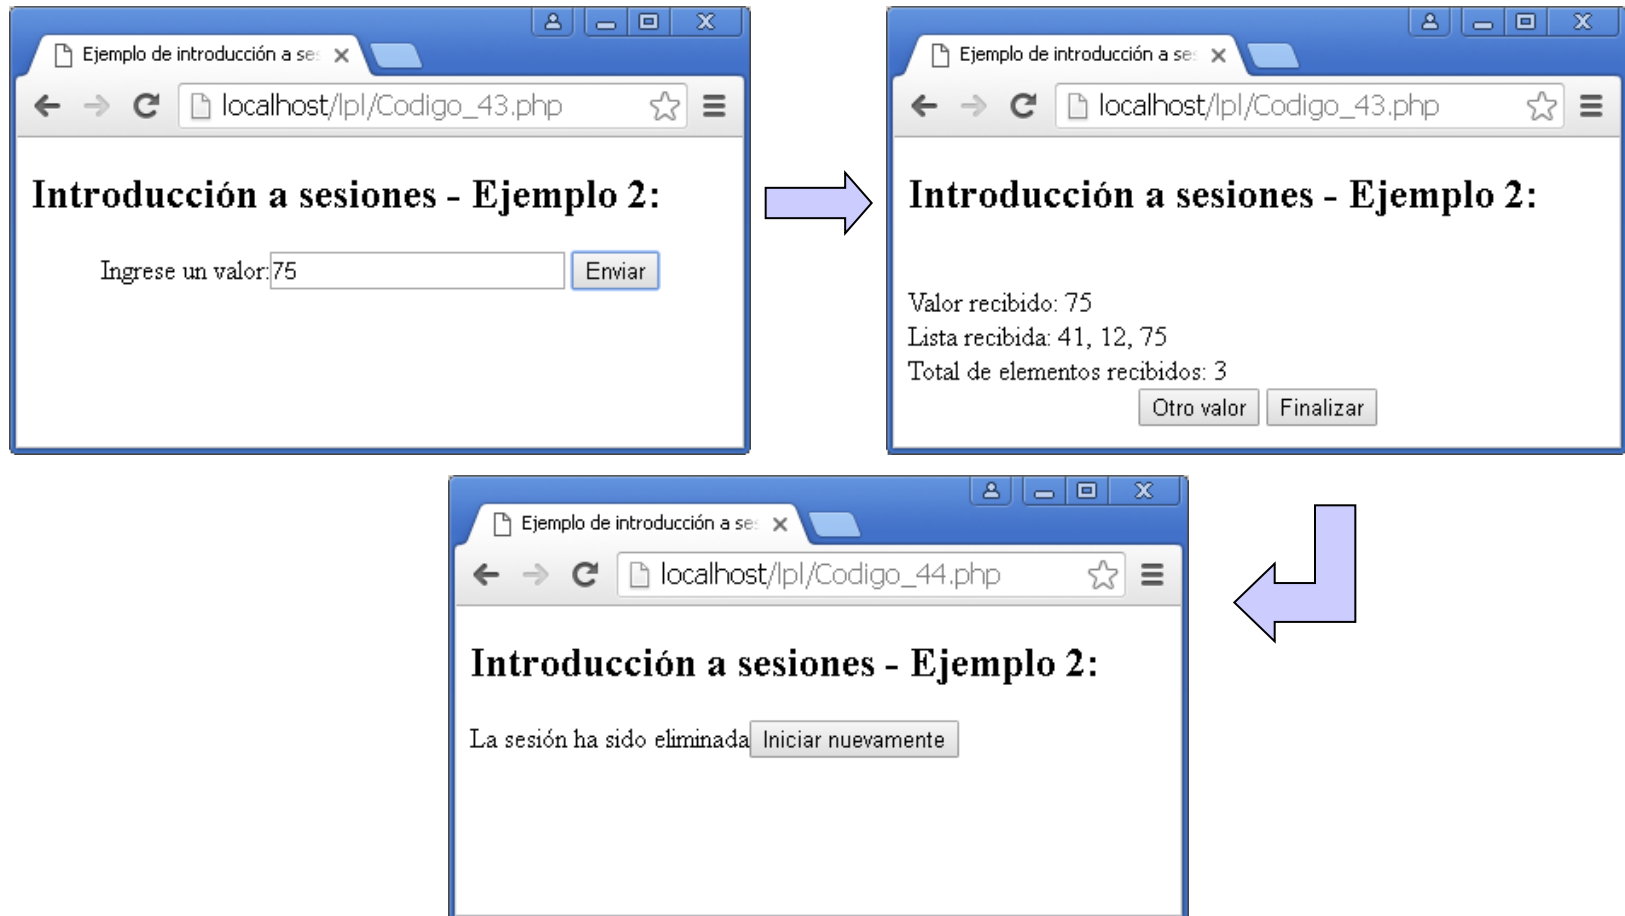 Ejemplo de introducción a se
localhost/lpl/Codigo_43.php
Introducción a sesiones - Ejemplo 2:
Ingrese un valor:75 Enviar
Ejemplo de introducción a se
localhost/lpl/Codigo_43.php
Introducción a sesiones - Ejemplo 2:
Valor recibido: 75
Lista recibida: 41, 12, 75
Total de elementos recibidos: 3
Otro valor Finalizar
Ejemplo de introducción a se
localhost/lpl/Codigo_44.php
Introducción a sesiones - Ejemplo 2:
La sesión ha sido eliminada Iniciar nuevamente